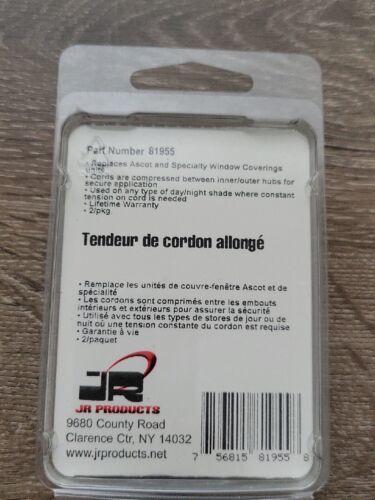 Part Number 81955
• Replaces Ascot and Specialty Window Coverings
units
• Cords are compressed between inner/outer hubs for
secure application
• Used on any type of day/night shade where constant
tension on cord is needed
• Lifetime Warranty
• 2/pkg.
Tendeur de cordon allongé
• Remplace les unités de couvre-fenêtre Ascot et de
spécialité
• Les cordons sont comprimés entre les embouts
intérieurs et extérieurs pour assurer la sécurité
• Utilisé avec tous les types de stores de jour ou de
nuit où une tension constante du cordon est requise
• Garantie à vie
• 2/paquet
JR
JR PRODUCTS
9680 County Road
Clarence Ctr, NY 14032
www.jrproducts.net
7 56815 81955 8